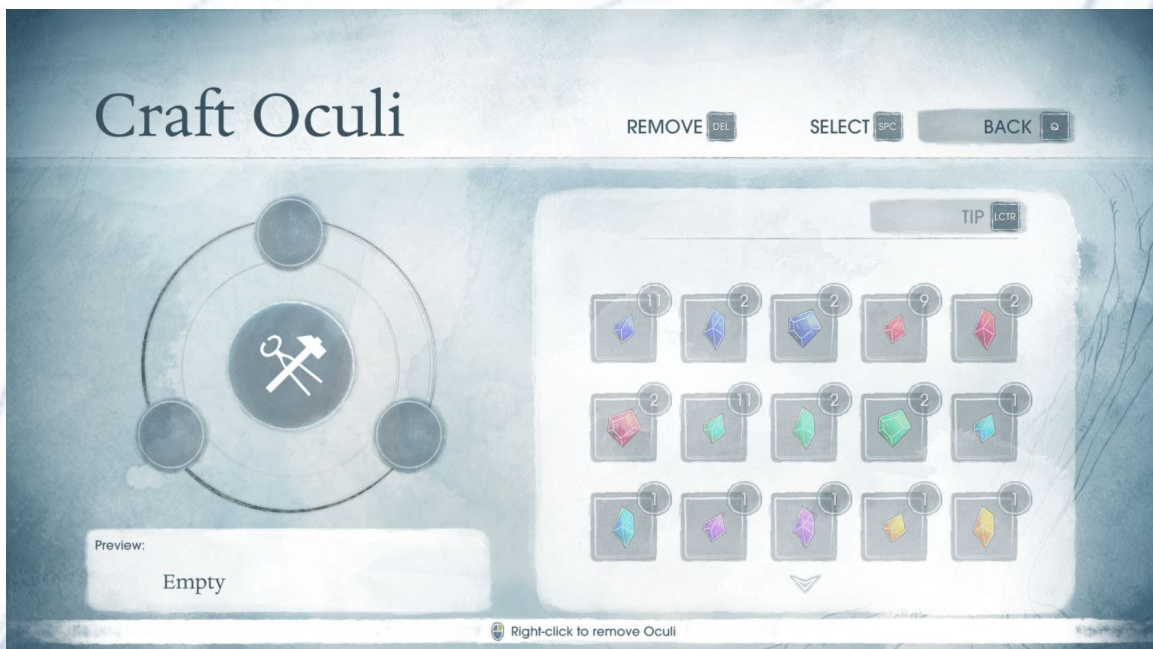 Craft Oculi
REMOVE DEL
SELECT SPC
BACK Q
TIP LCTR
11 2 2 9 2
2 11 2 2 1
1 1 1 1 1
Preview:
Empty
Right-click to remove Oculi